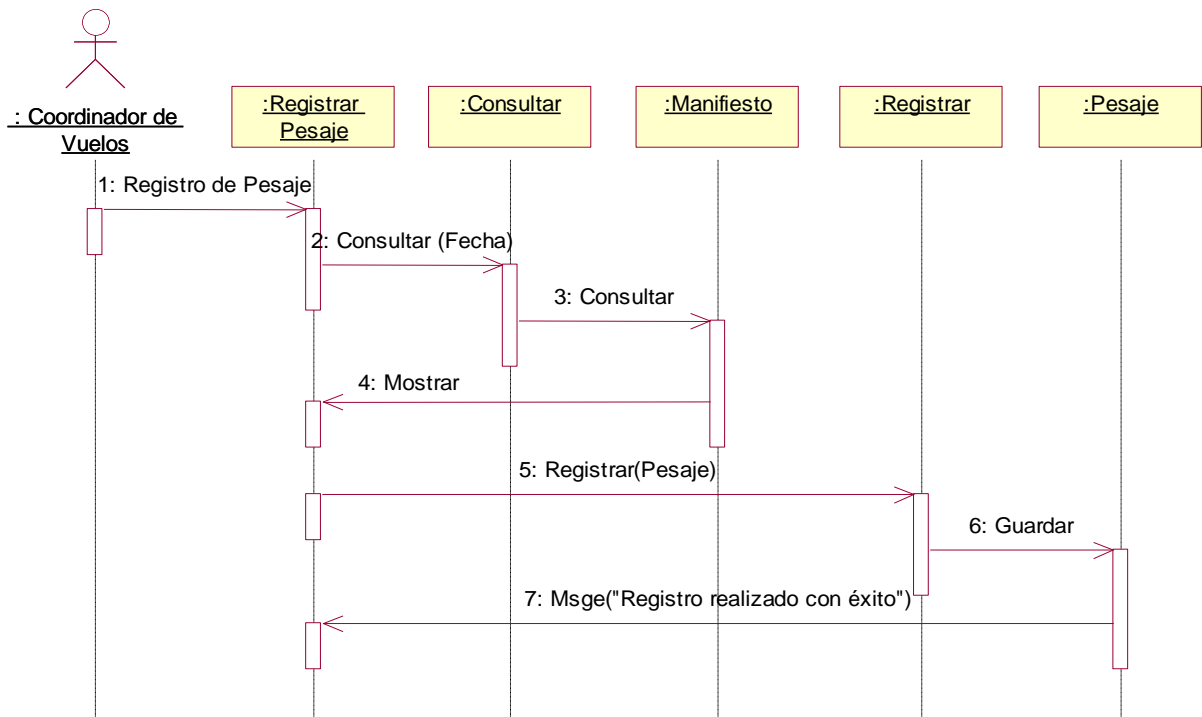 : Coordinador de
Vuelos
:Registrar
Pesaje
:Consultar
:Manifiesto
:Registrar
:Pesaje
1: Registro de Pesaje
2: Consultar (Fecha)
3: Consultar
4: Mostrar
5: Registrar(Pesaje)
6: Guardar
7: Msge("Registro realizado con éxito")